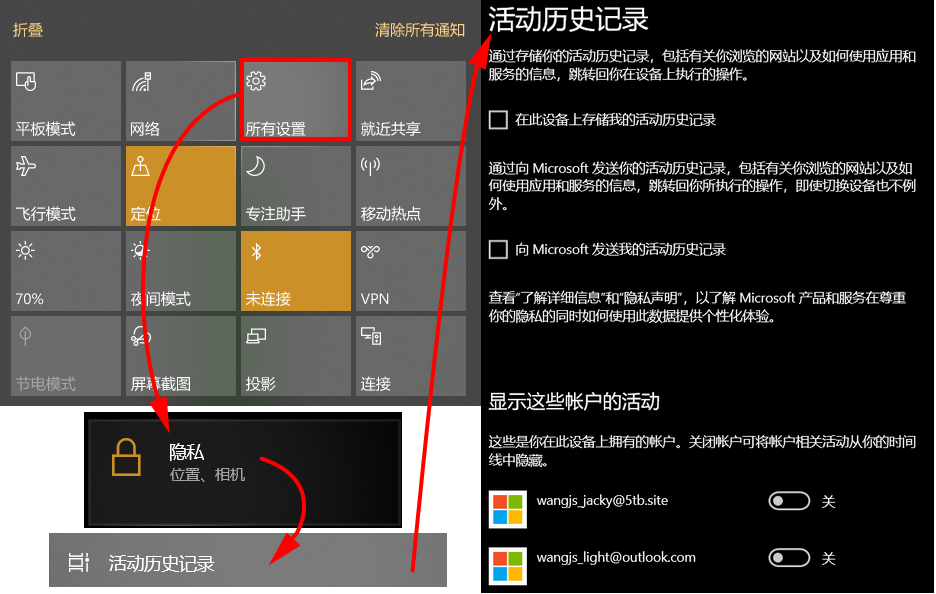 折叠
清除所有通知
平板模式
网络
所有设置
就近共享
飞行模式
定位
专注助手
移动热点
70%
夜间模式
未连接
VPN
节电模式
屏幕截图
投影
连接
隐私
位置、相机
活动历史记录
活动历史记录
通过存储你的活动历史记录，包括有关你浏览的网站以及如何使用应用和
服务的信息，跳转回你在设备上执行的操作。
在此设备上存储我的活动历史记录
通过向 Microsoft 发送你的活动历史记录，包括有关你浏览的网站以及如
何使用应用和服务的信息，跳转回你所执行的操作，即使切换设备也不例
外。
向 Microsoft 发送我的活动历史记录
查看“了解详细信息”和“隐私声明”，以了解 Microsoft 产品和服务在尊重
你的隐私的同时如何使用此数据提供个性化体验。
显示这些帐户的活动
这些是你在此设备上拥有的帐户。关闭帐户可将帐户相关活动从你的时间
线中隐藏。
wangjs_jacky@5tb.site
关
wangjs_light@outlook.com
关